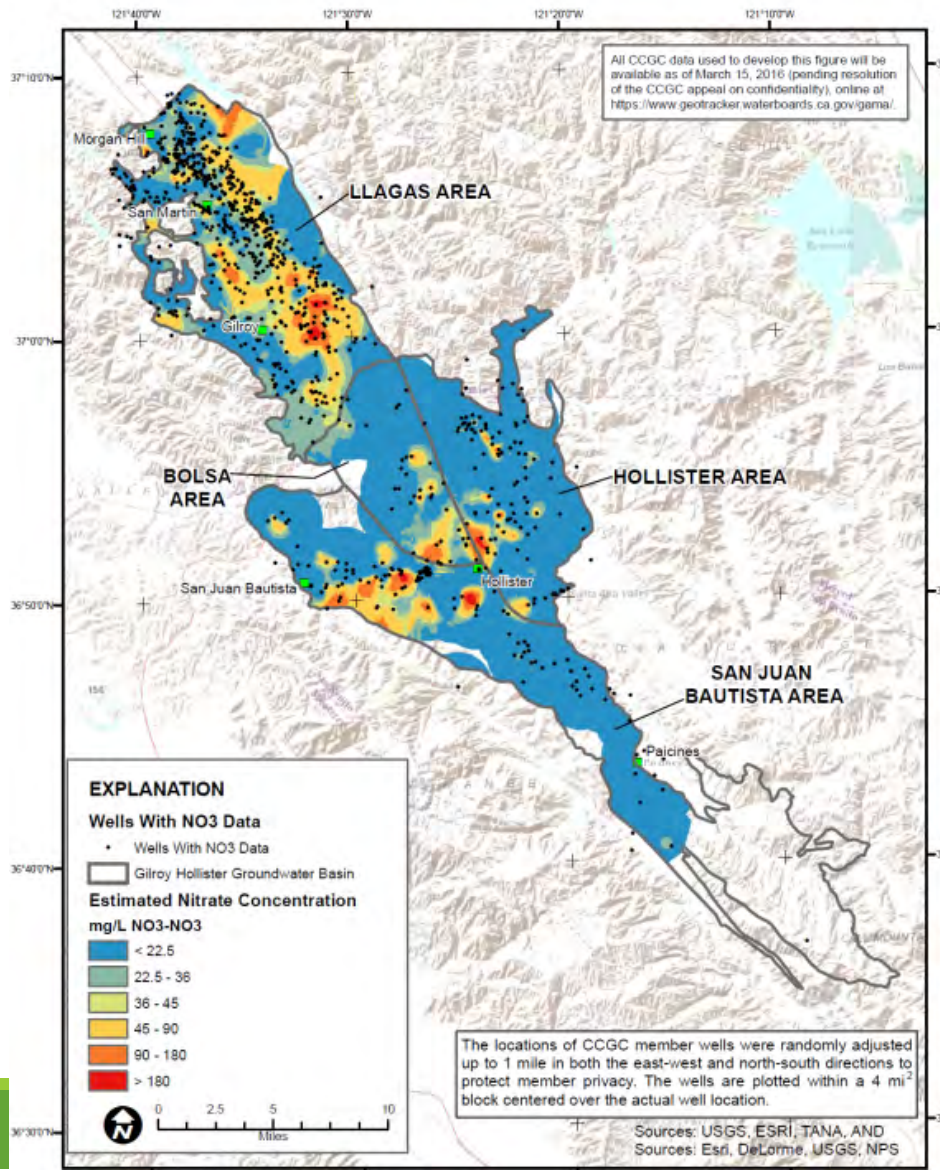 121°40'0"W 121°30'0"W 121°20'0"W 121°10'0"W
All CCGC data used to develop this figure will be
available as of March 15, 2016 (pending resolution
of the CCGC appeal on confidentiality), online at
https://www.geotracker.waterboards.ca.gov/gama/.
37°10'0"N
Morgan Hill
LLAGAS AREA
San Martin
Gilroy
37°0'0"N
BOLSA
AREA
HOLLISTER AREA
San Juan Bautista
Hollister
36°50'0"N
SAN JUAN
BAUTISTA AREA
156
Paicines
EXPLANATION
Wells With NO3 Data
Wells With NO3 Data
Gilroy Hollister Groundwater Basin
Estimated Nitrate Concentration
mg/L NO3-NO3
< 22.5
22.5 - 36
36 - 45
45 - 90
90 - 180
> 180
36°40'0"N
N
0 2.5 5 10
Miles
The locations of CCGC member wells were randomly adjusted
up to 1 mile in both the east-west and north-south directions to
protect member privacy. The wells are plotted within a 4 mi²
block centered over the actual well location.
36°30'0"N
Sources: USGS, ESRI, TANA, AND
Sources: Esri, DeLorme, USGS, NPS